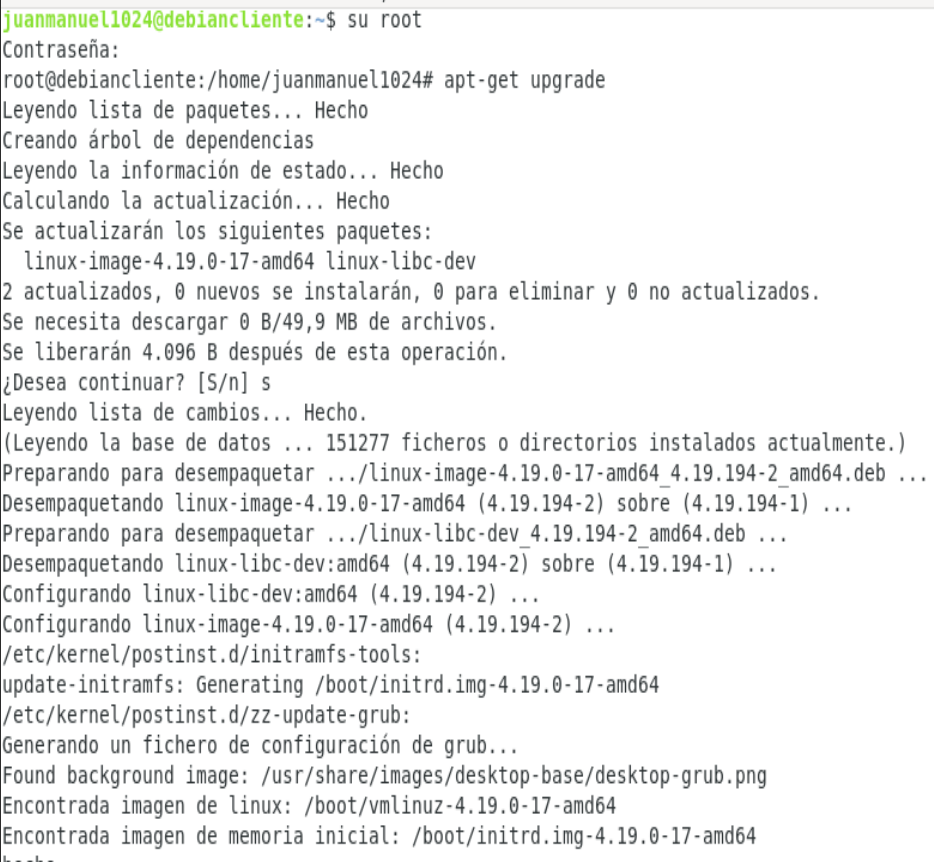 juanmanuel1024@debiancliente:~$ su root
Contraseña:
root@debiancliente:/home/juanmanuel1024# apt-get upgrade
Leyendo lista de paquetes... Hecho
Creando árbol de dependencias
Leyendo la información de estado... Hecho
Calculando la actualización... Hecho
Se actualizarán los siguientes paquetes:
  linux-image-4.19.0-17-amd64 linux-libc-dev
2 actualizados, 0 nuevos se instalarán, 0 para eliminar y 0 no actualizados.
Se necesita descargar 0 B/49,9 MB de archivos.
Se liberarán 4.096 B después de esta operación.
¿Desea continuar? [S/n] s
Leyendo lista de cambios... Hecho.
(Leyendo la base de datos ... 151277 ficheros o directorios instalados actualmente.)
Preparando para desempaquetar .../linux-image-4.19.0-17-amd64_4.19.194-2_amd64.deb ...
Desempaquetando linux-image-4.19.0-17-amd64 (4.19.194-2) sobre (4.19.194-1) ...
Preparando para desempaquetar .../linux-libc-dev_4.19.194-2_amd64.deb ...
Desempaquetando linux-libc-dev:amd64 (4.19.194-2) sobre (4.19.194-1) ...
Configurando linux-libc-dev:amd64 (4.19.194-2) ...
Configurando linux-image-4.19.0-17-amd64 (4.19.194-2) ...
/etc/kernel/postinst.d/initramfs-tools:
update-initramfs: Generating /boot/initrd.img-4.19.0-17-amd64
/etc/kernel/postinst.d/zz-update-grub:
Generando un fichero de configuración de grub...
Found background image: /usr/share/images/desktop-base/desktop-grub.png
Encontrada imagen de linux: /boot/vmlinuz-4.19.0-17-amd64
Encontrada imagen de memoria inicial: /boot/initrd.img-4.19.0-17-amd64